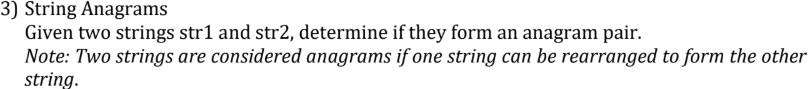 3) String Anagrams
Given two strings str1 and str2, determine if they form an anagram pair.
Note: Two strings are considered anagrams if one string can be rearranged to form the other
string.